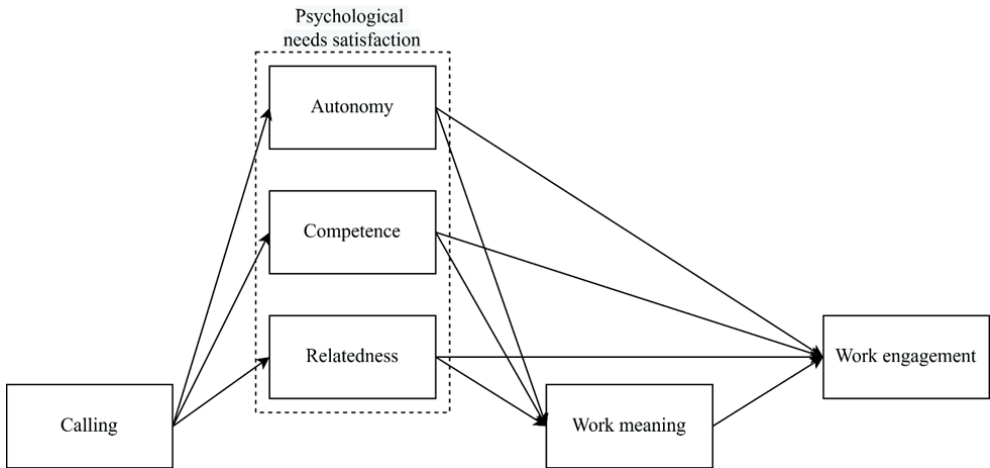 Psychological
needs satisfaction
Autonomy
Competence
Relatedness
Calling
Work meaning
Work engagement